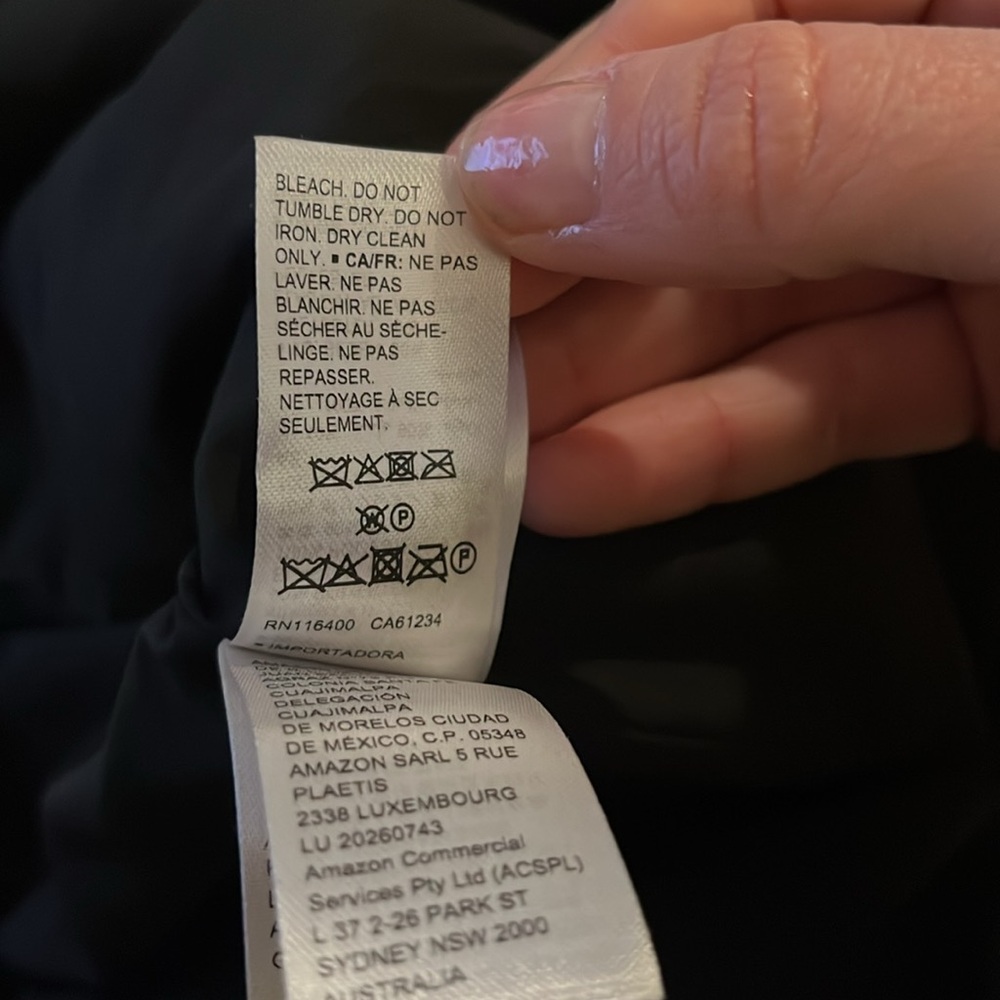 BLEACH. DO NOT
TUMBLE DRY. DO NOT
IRON. DRY CLEAN
ONLY. ▪ CA/FR: NE PAS
LAVER. NE PAS
BLANCHIR. NE PAS
SÉCHER AU SÈCHE-
LINGE. NE PAS
REPASSER.
NETTOYAGE À SEC
SEULEMENT.
W P
P
RN116400 CA61234
▪ IMPORTADORA
COLONIA
CUAJIMALPA
DELEGACIÓN
CUAJIMALPA
DE MORELOS CIUDAD
DE MÉXICO, C.P. 05348
AMAZON SARL 5 RUE
PLAETIS
2338 LUXEMBOURG
LU 20260743
Amazon Commercial
Services Pty Ltd (ACSPL)
L 37 2-26 PARK ST
SYDNEY NSW 2000
AUSTRALIA